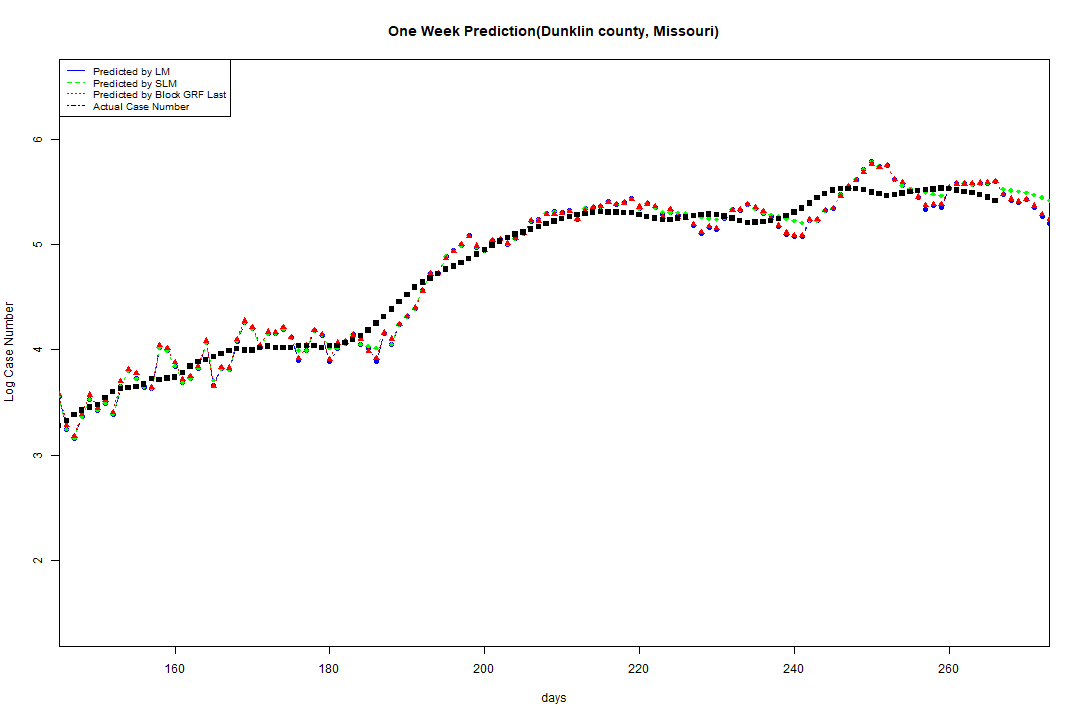 One Week Prediction(Dunklin county, Missouri)
Predicted by LM
Predicted by SLM
Predicted by Block GRF Last
Actual Case Number
6
5
4
3
2
Log Case Number
160 180 200 220 240 260
days